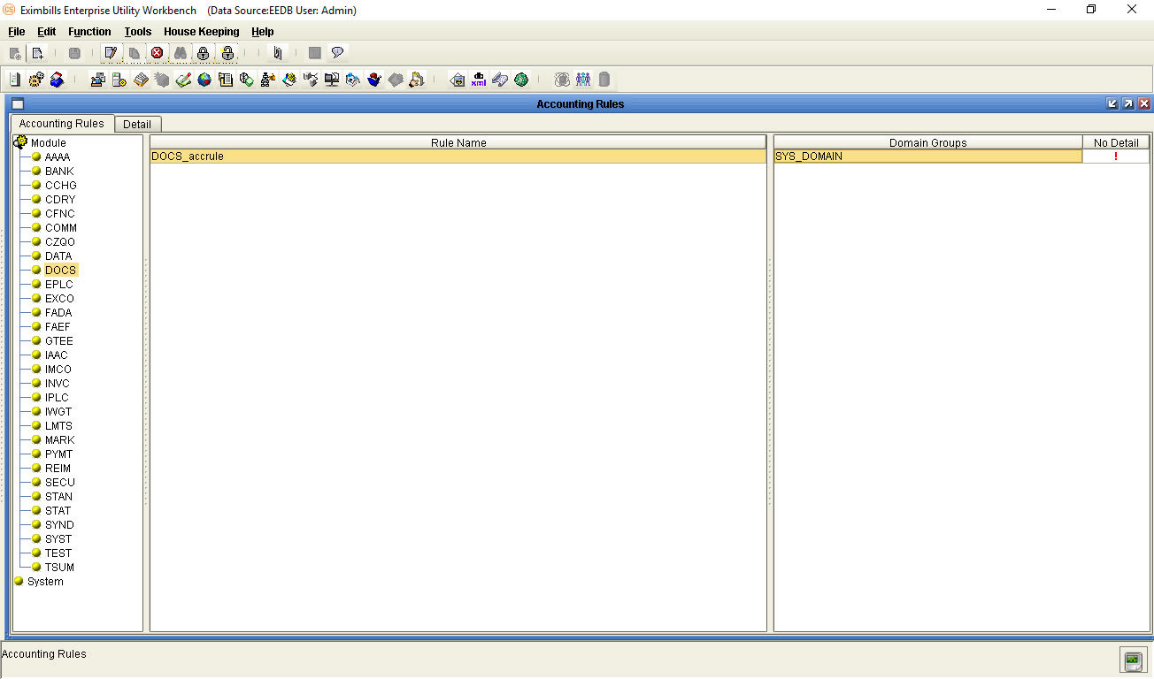 Eximbills Enterprise Utility Workbench (Data Source:EEDB User: Admin)
File Edit Function Tools House Keeping Help
Accounting Rules
Accounting Rules Detail
Module Rule Name Domain Groups No Detail
AAAA DOCS_accrule SYS_DOMAIN !
BANK
CCHG
CDRY
CFNC
COMM
CZQO
DATA
DOCS
EPLC
EXCO
FADA
FAEF
GTEE
IAAC
IMCO
INVC
IPLC
IWGT
LMTS
MARK
PYMT
REIM
SECU
STAN
STAT
SYND
SYST
TEST
TSUM
System
Accounting Rules